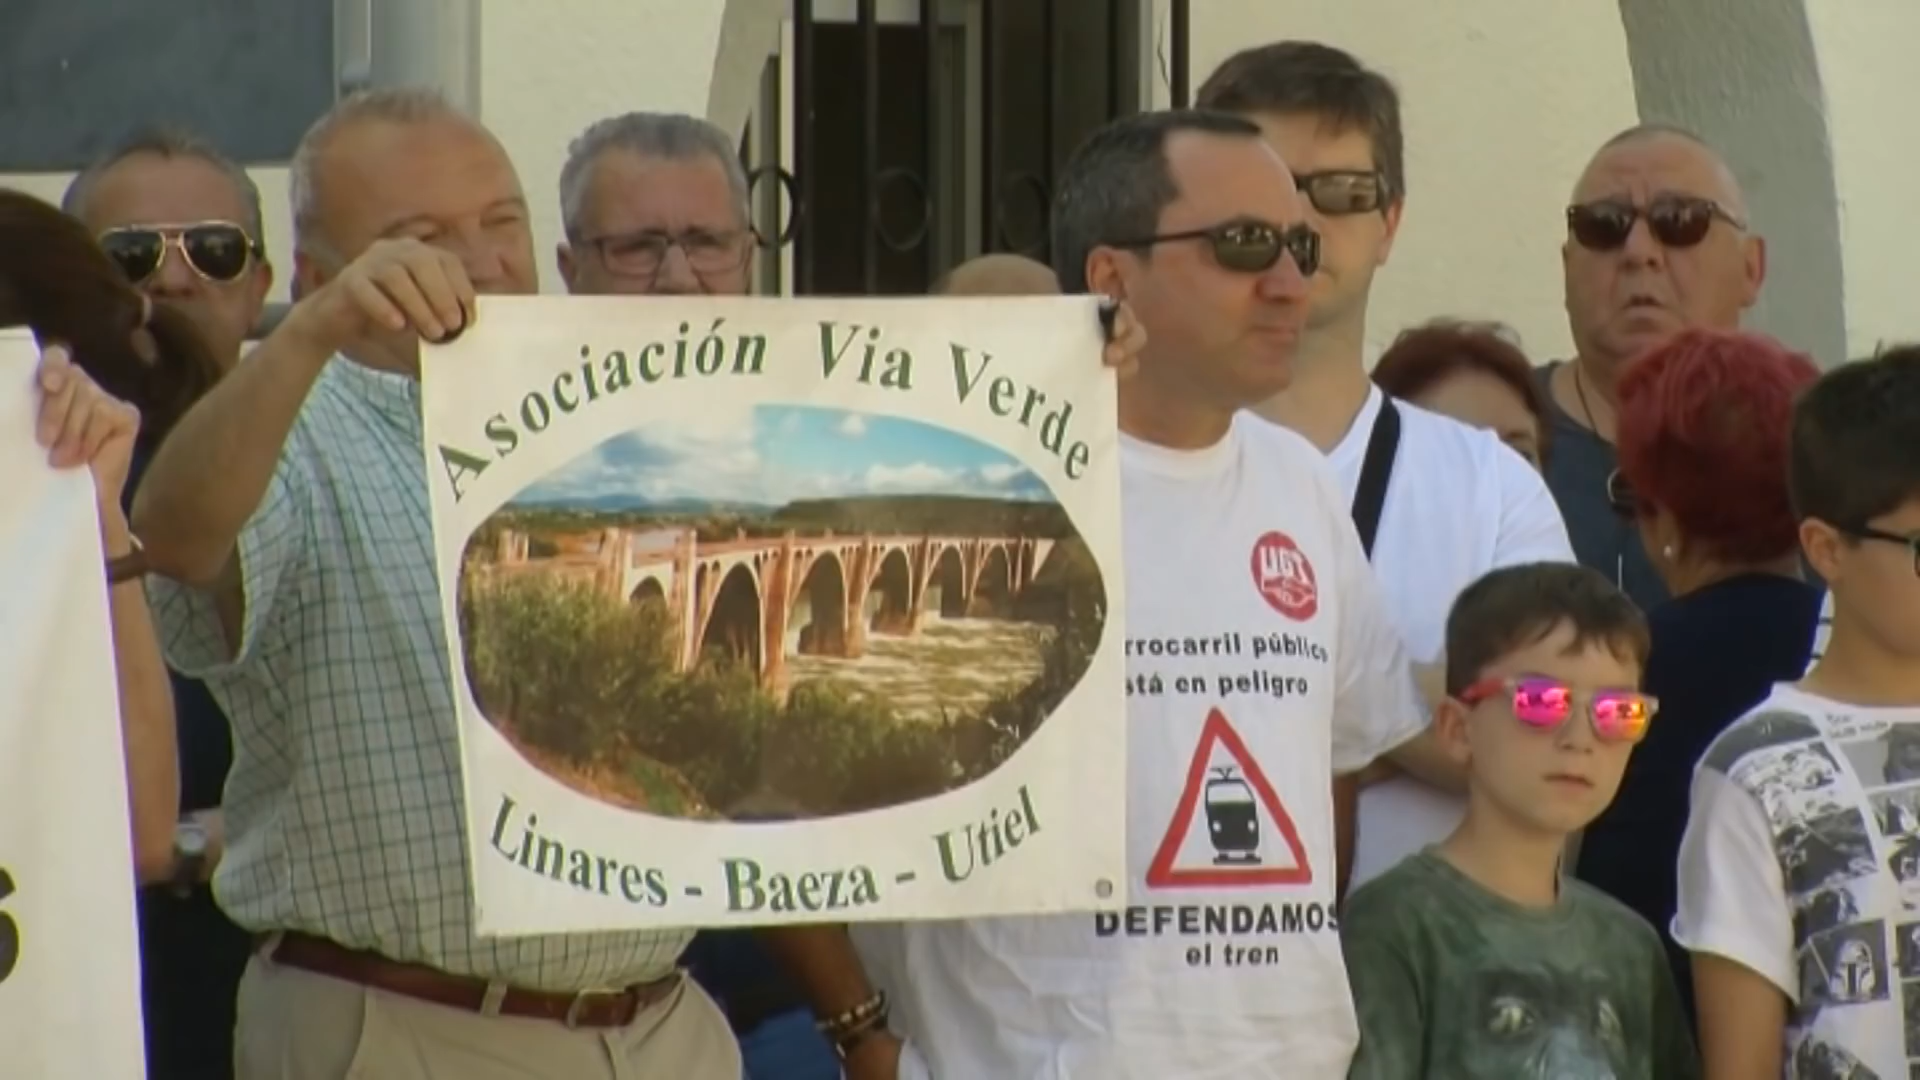 Asociación Via Verde
Linares - Baeza - Utiel
UGT
rrocarril público
stá en peligro
DEFENDAMOS
el tren